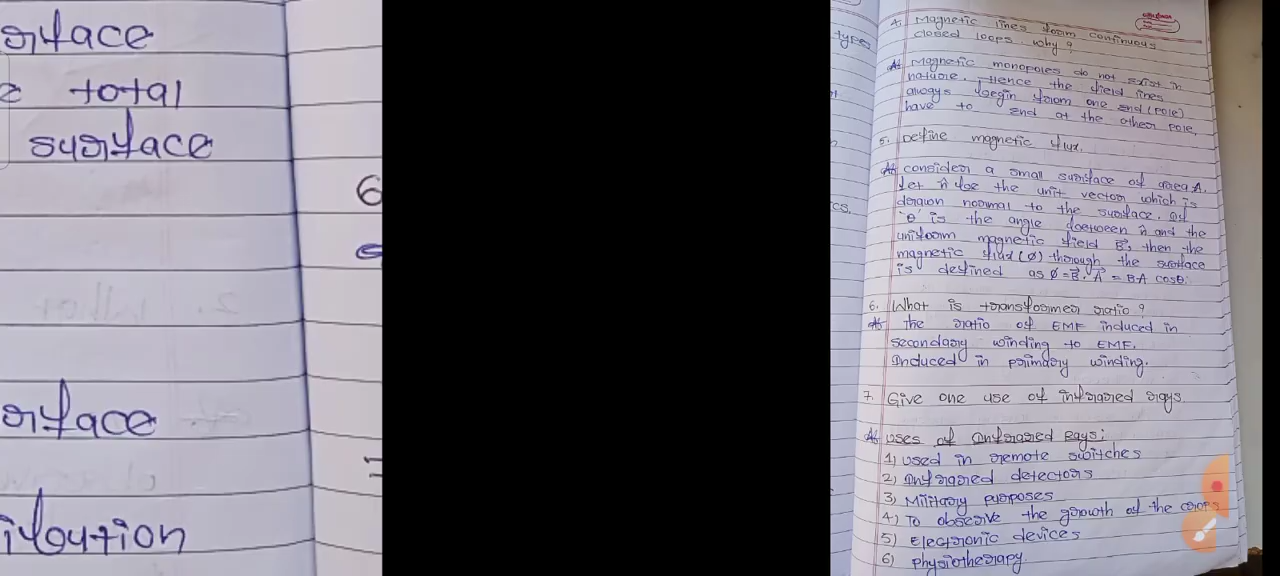 surface
total
surface
6
ibution
types
4. Magnetic lines form continuous
closed loops. Why?
A) Magnetic monopoles do not exist in
nature. Hence the field lines
always begin from one end (pole)
have to end at the other pole
5. Define magnetic flux.
A) consider a small surface of area A.
Let n̂ be the unit vector which is
drawn normal to the surface. If
'θ' is the angle between n̂ and the
uniform magnetic field B⃗, then the
magnetic flux (ϕ) through the surface
is defined as ϕ = B⃗. A⃗ = BA cosθ.
6. What is transformer ratio?
A) the ratio of EMF induced in
secondary winding to EMF.
Induced in primary winding.
7. Give one use of infrared rays
A) Uses of Infrared Rays:
1) Used in remote switches
2) Infrared detectors
3) Military purposes
4) To observe the growth of the crops
5) Electronic devices
6) Physiotherapy.